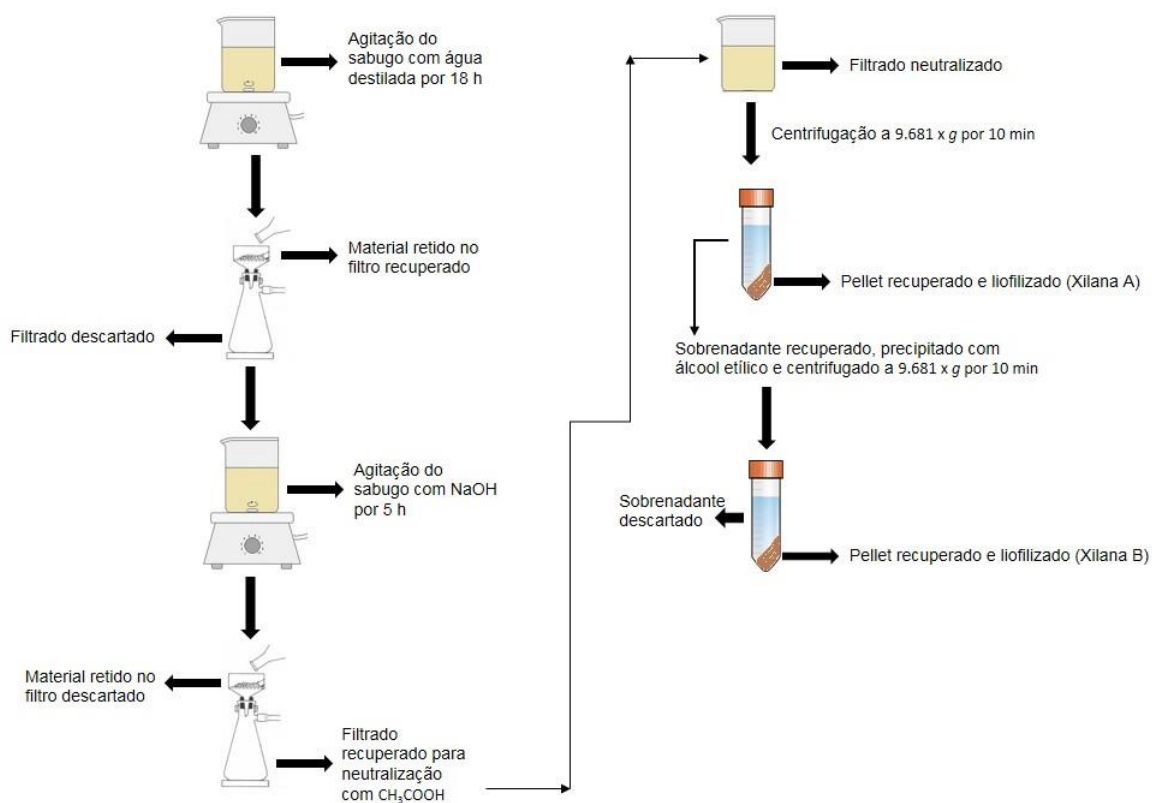 Agitação do
sabugo com água
destilada por 18 h
Material retido no
filtro recuperado
Filtrado descartado
Agitação do
sabugo com NaOH
por 5 h
Material retido no
filtro descartado
Filtrado
recuperado para
neutralização
com CH₃COOH
Filtrado neutralizado
Centrifugação a 9.681 x g por 10 min
Pellet recuperado e liofilizado (Xilana A)
Sobrenadante recuperado, precipitado com
álcool etílico e centrifugado a 9.681 x g por 10 min
Sobrenadante
descartado
Pellet recuperado e liofilizado (Xilana B)